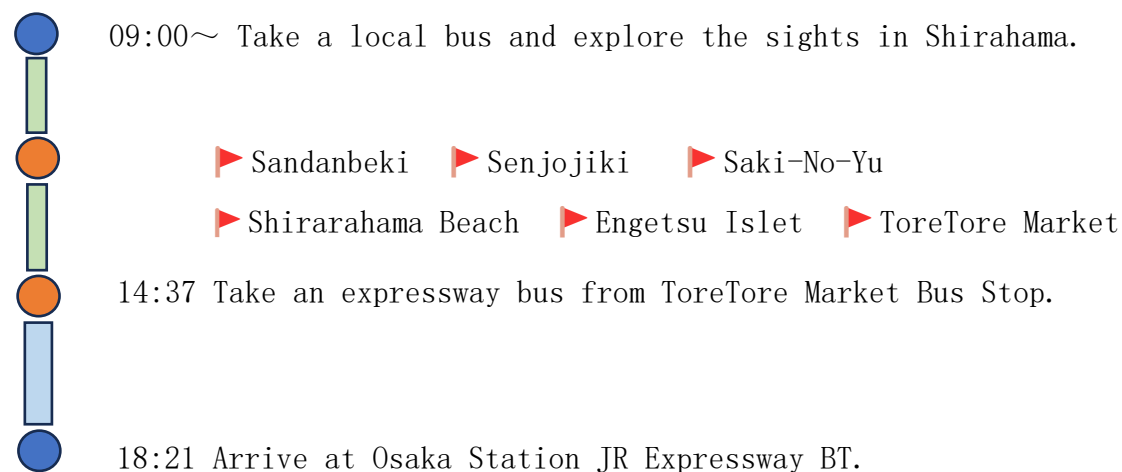 09:00～ Take a local bus and explore the sights in Shirahama.
Sandanbeki Senjojiki Saki-No-Yu
Shirarahama Beach Engetsu Islet ToreTore Market
14:37 Take an expressway bus from ToreTore Market Bus Stop.
18:21 Arrive at Osaka Station JR Expressway BT.